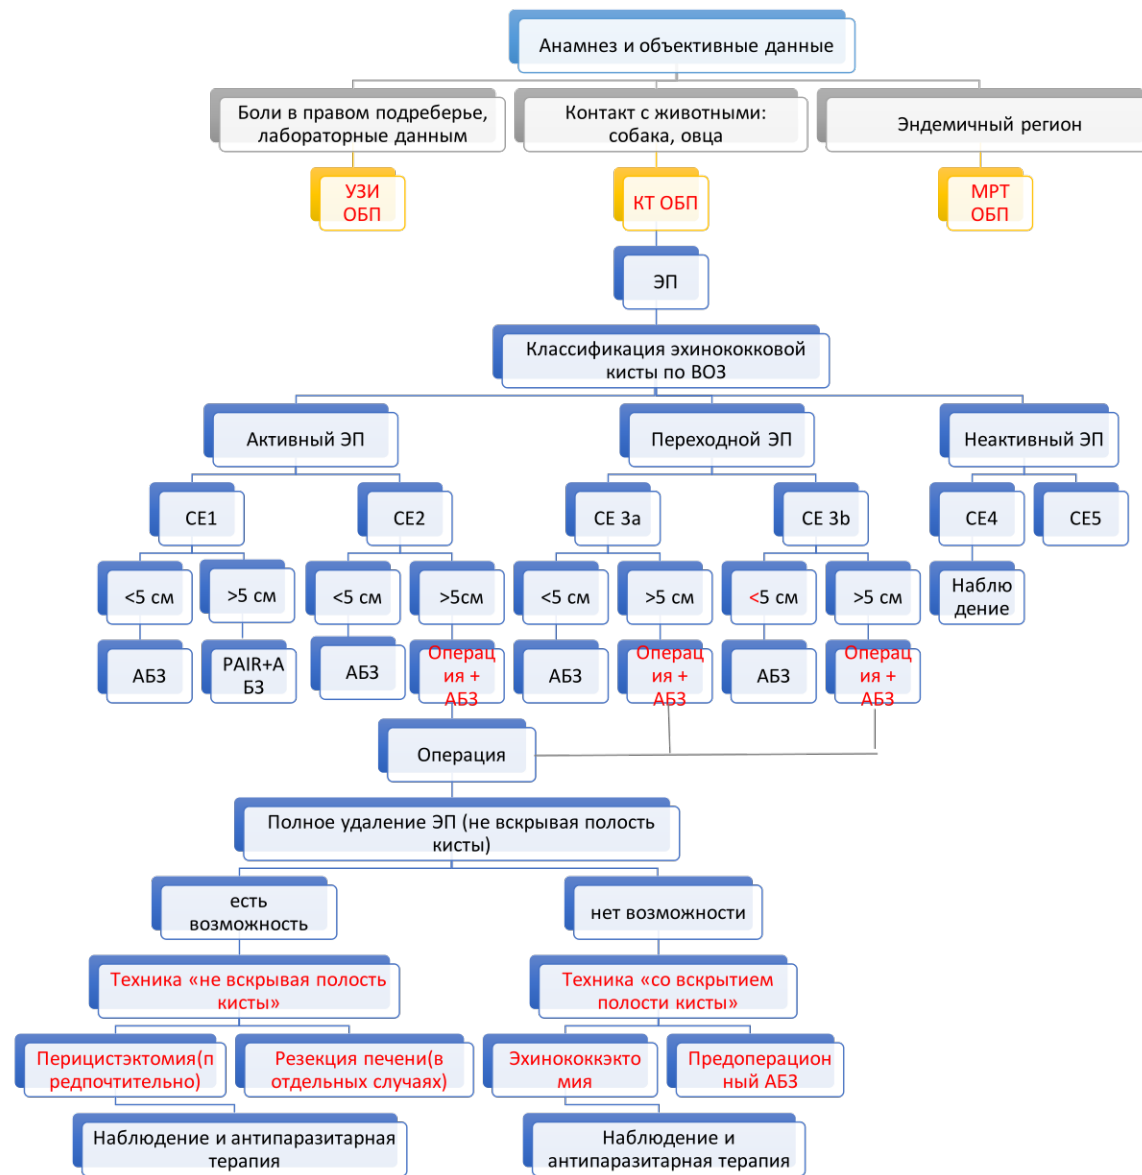 Анамнез и объективные данные
Боли в правом подреберье,
лабораторные данным
Контакт с животными:
собака, овца
Эндемичный регион
УЗИ
ОБП
КТ ОБП
МРТ
ОБП
ЭП
Классификация эхинококковой
кисты по ВОЗ
Активный ЭП
Переходной ЭП
Неактивный ЭП
CE1
CE2
CE 3a
CE 3b
CE4
CE5
<5 см
>5 см
<5 см
>5см
<5 см
>5 см
<5 см
>5 см
Наблю
дение
АБЗ
PAIR+А
БЗ
АБЗ
Операц
ия +
АБЗ
АБЗ
Операц
ия +
АБЗ
АБЗ
Операц
ия +
АБЗ
Операция
Полное удаление ЭП (не вскрывая полость
кисты)
есть
возможность
нет возможности
Техника «не вскрывая полость
кисты»
Техника «со вскрытием
полости кисты»
Перицистэктомия(п
редпочтительно)
Резекция печени(в
отдельных случаях)
Эхинококкэкто
мия
Предоперацион
ный АБЗ
Наблюдение и антипаразитарная
терапия
Наблюдение и
антипаразитарная терапия